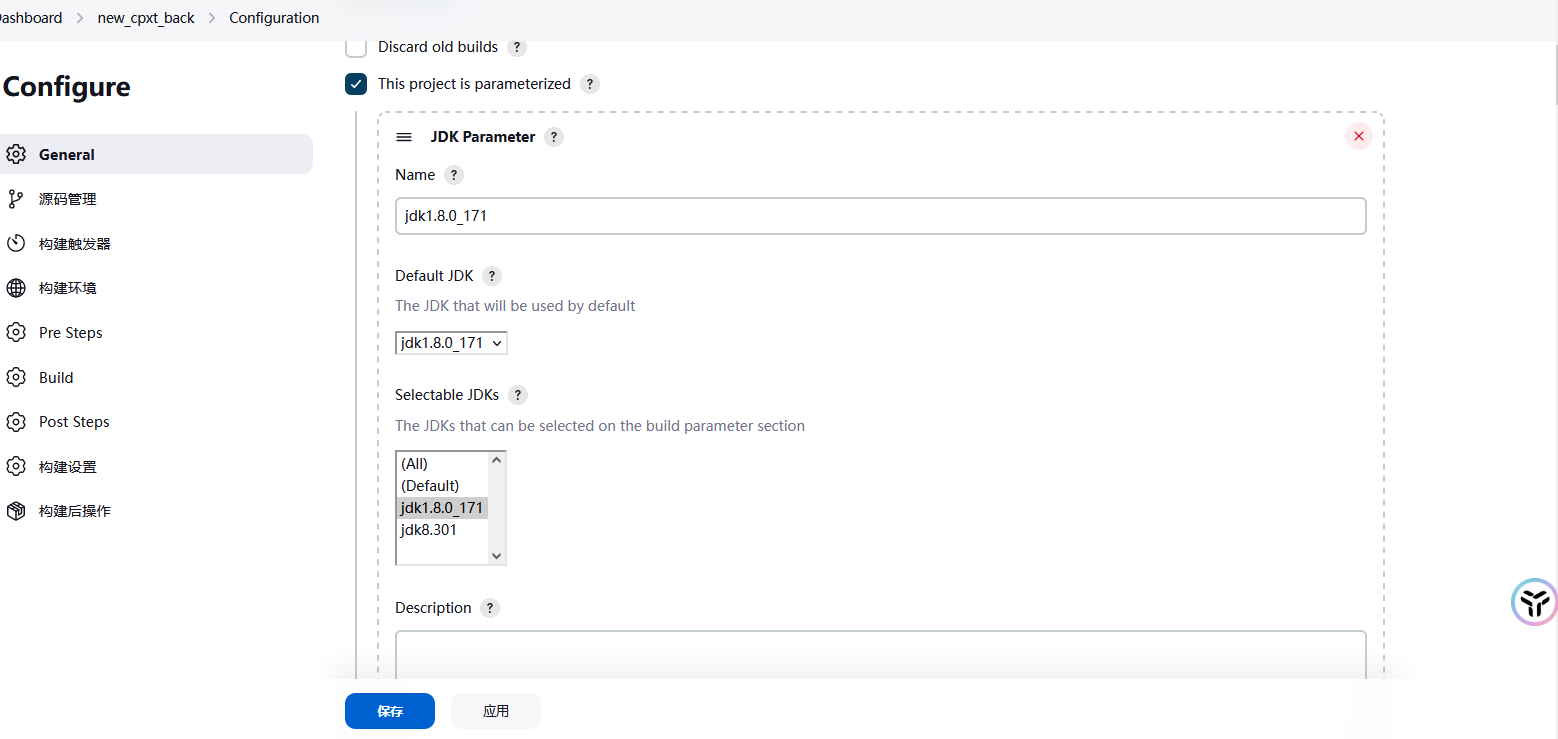 Dashboard > new_cpxt_back > Configuration
Configure
General
源码管理
构建触发器
构建环境
Pre Steps
Build
Post Steps
构建设置
构建后操作
Discard old builds ?
This project is parameterized ?
JDK Parameter ?
Name ?
jdk1.8.0_171
Default JDK ?
The JDK that will be used by default
jdk1.8.0_171
Selectable JDKs ?
The JDKs that can be selected on the build parameter section
(All)
(Default)
jdk1.8.0_171
jdk8.301
Description ?
保存 应用